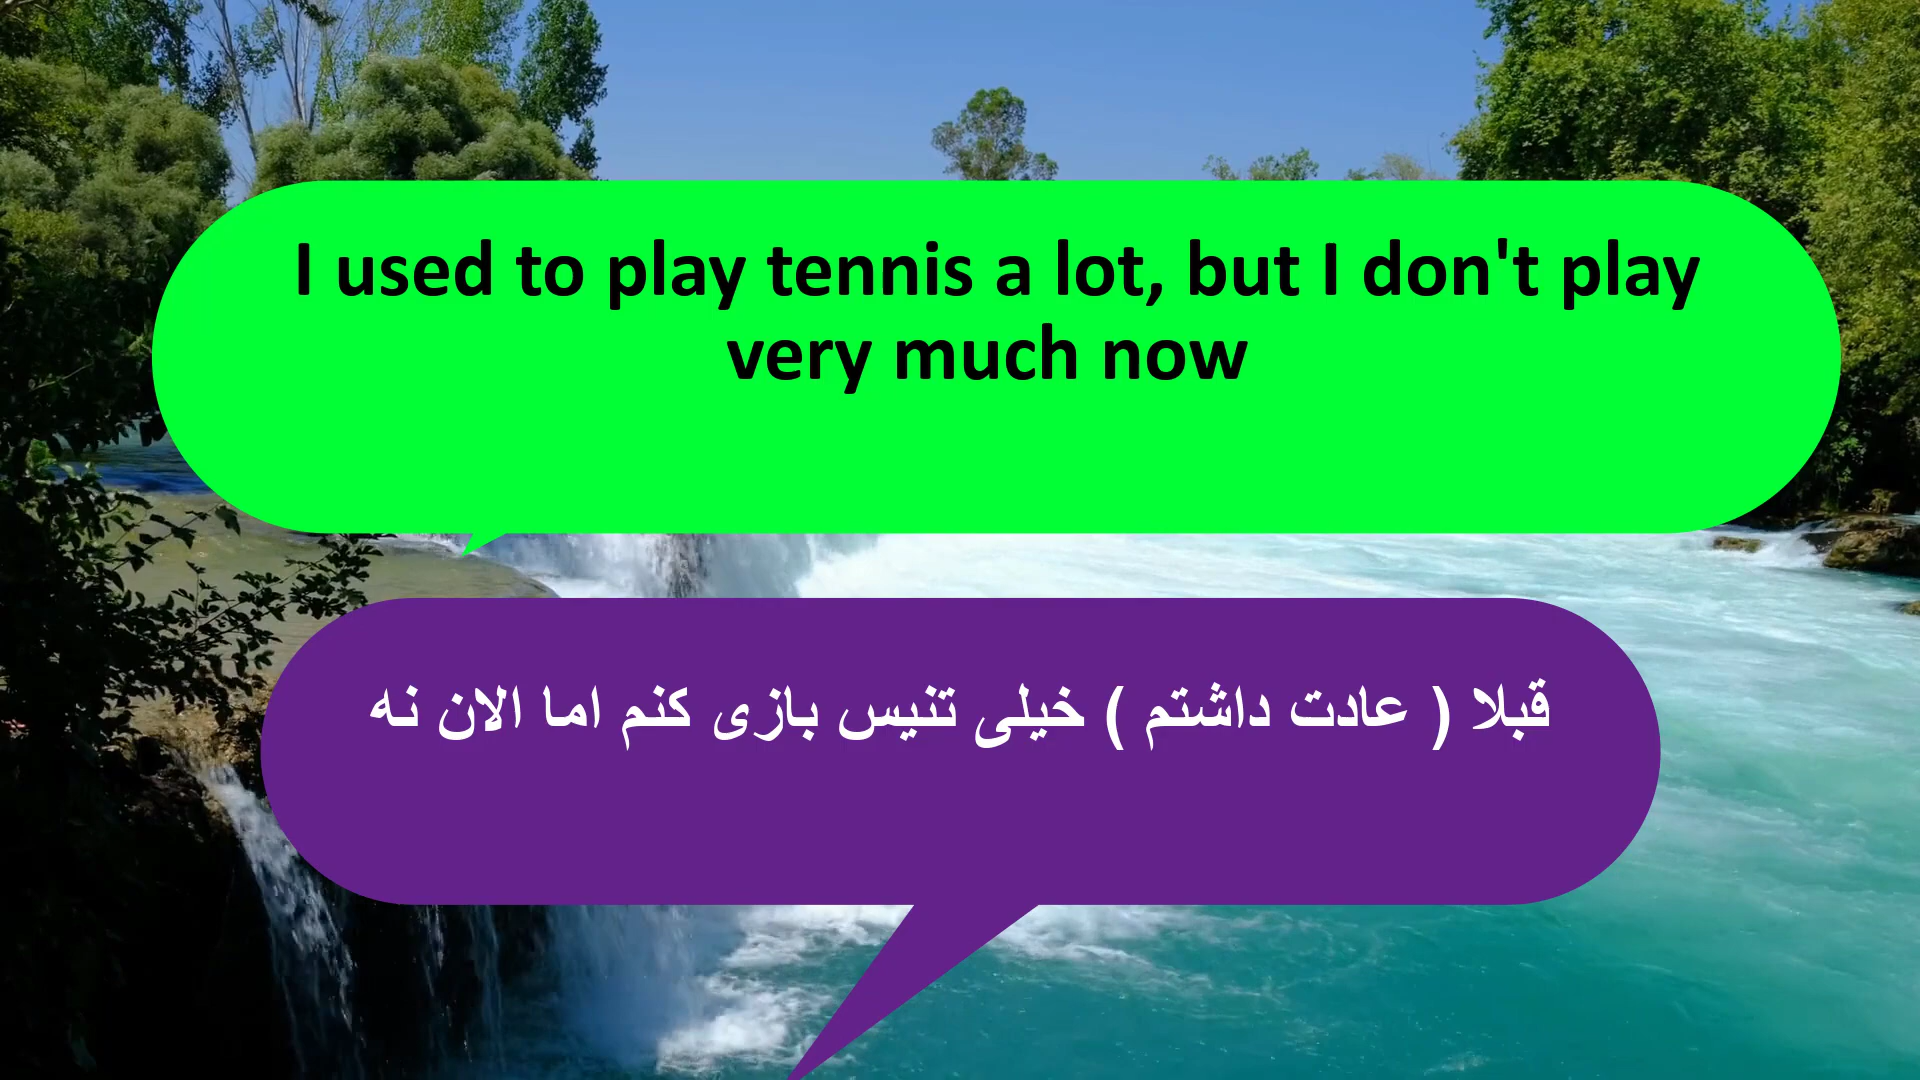 I used to play tennis a lot, but I don't play
very much now
قبلا ( عادت داشتم ) خیلی تنیس بازی کنم اما الان نه